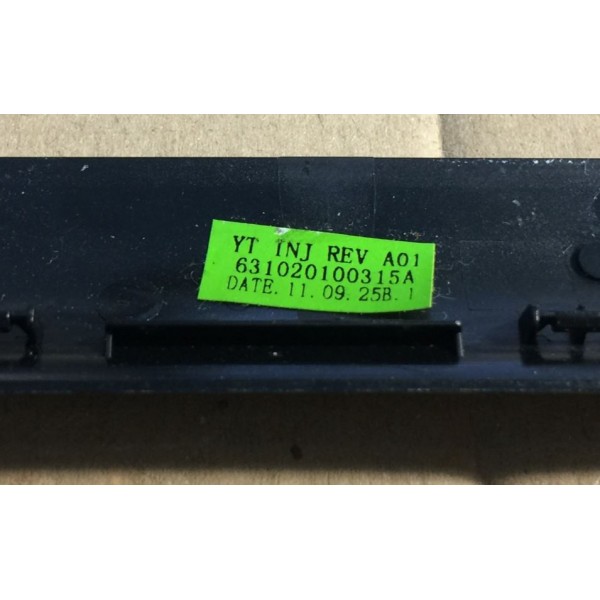 YT INJ REV A01
631020100315A
DATE. 11. 09. 25B. 1